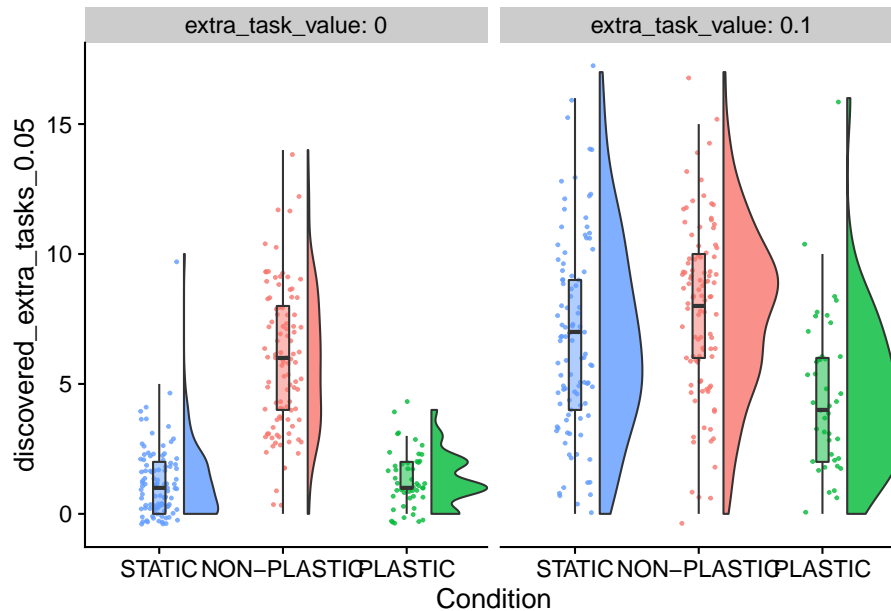 extra_task_value: 0
extra_task_value: 0.1
discovered_extra_tasks_0.05
15
10
5
0
STATIC NON−PLASTIC PLASTIC
STATIC NON−PLASTIC PLASTIC
Condition